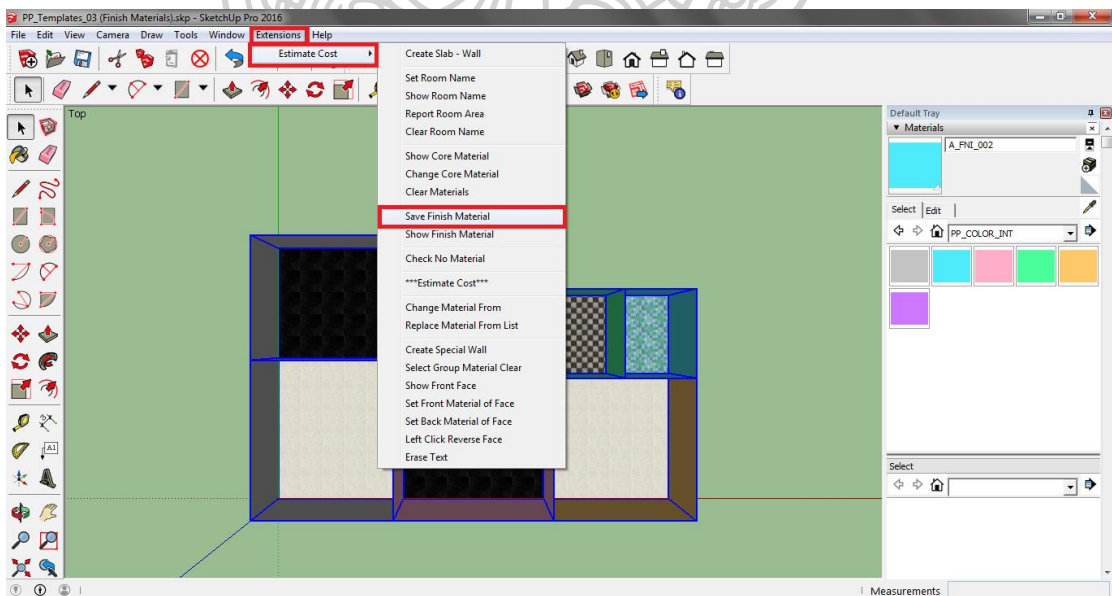 PP_Templates_03 (Finish Materials).skp - SketchUp Pro 2016
File Edit View Camera Draw Tools Window Extensions Help
Estimate Cost
Create Slab - Wall
Set Room Name
Show Room Name
Report Room Area
Clear Room Name
Show Core Material
Change Core Material
Clear Materials
Save Finish Material
Show Finish Material
Check No Material
***Estimate Cost***
Change Material From
Replace Material From List
Create Special Wall
Select Group Material Clear
Show Front Face
Set Front Material of Face
Set Back Material of Face
Left Click Reverse Face
Erase Text
Top
A1
Default Tray
Materials
A_FNI_002
Select Edit
PP_COLOR_INT
Select
Measurements